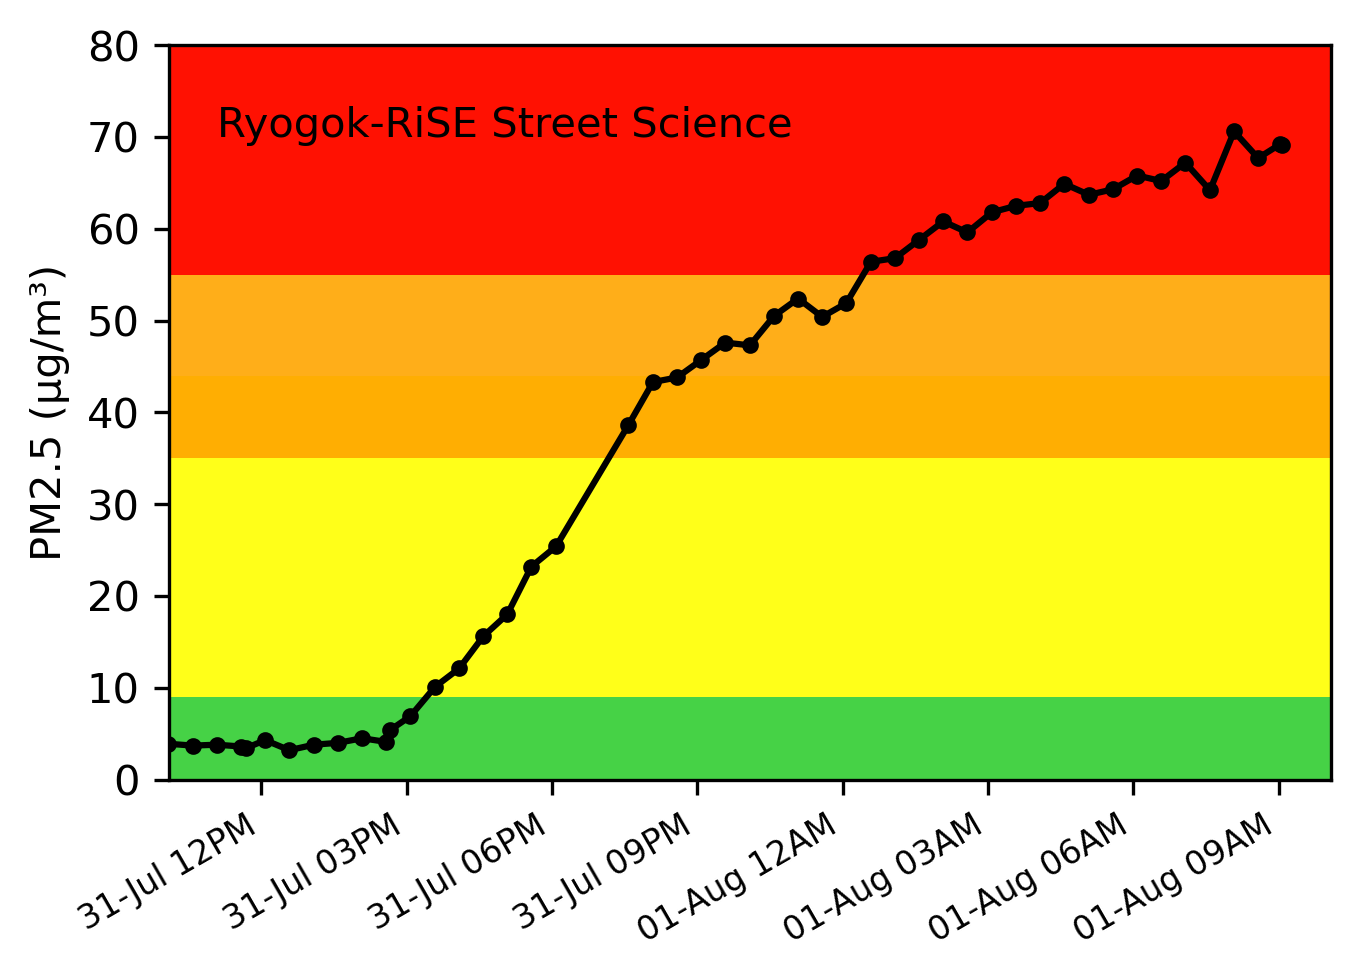 80
Ryogok-RiSE Street Science
70
60
50
40
30
20
10
0
PM2.5 (µg/m³)
31-Jul 12PM
31-Jul 03PM
31-Jul 06PM
31-Jul 09PM
01-Aug 12AM
01-Aug 03AM
01-Aug 06AM
01-Aug 09AM